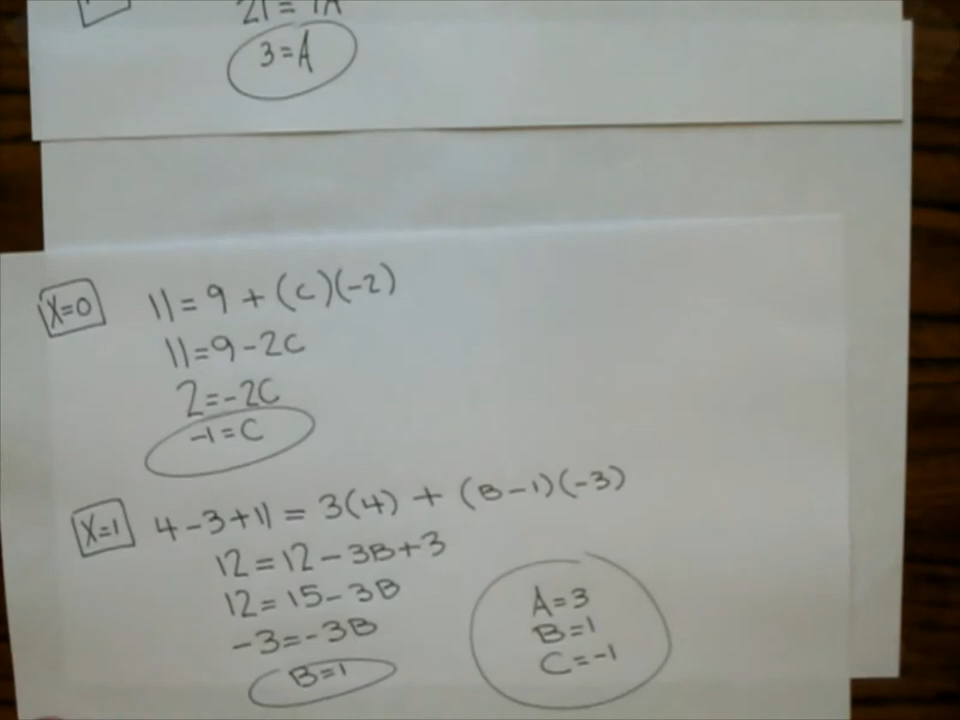 21 = 7A
3 = A
X=0 11 = 9 + (C)(-2)
11 = 9 - 2C
2 = -2C
-1 = C
X=1 4 - 3 + 11 = 3(4) + (B - 1)(-3)
12 = 12 - 3B + 3
12 = 15 - 3B
-3 = -3B
B = 1
A = 3
B = 1
C = -1